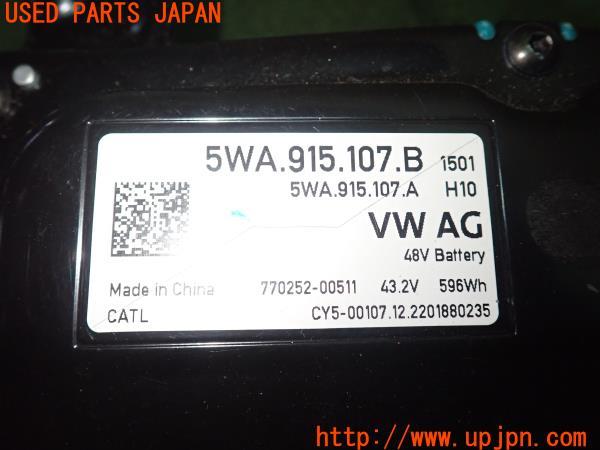 USED PARTS JAPAN
5WA.915.107.B 1501
5WA.915.107.A H10
VW AG
48V Battery
Made in China 770252-00511 43.2V 596Wh
CATL CY5-00107.12.2201880235
http://www.upjpn.com/